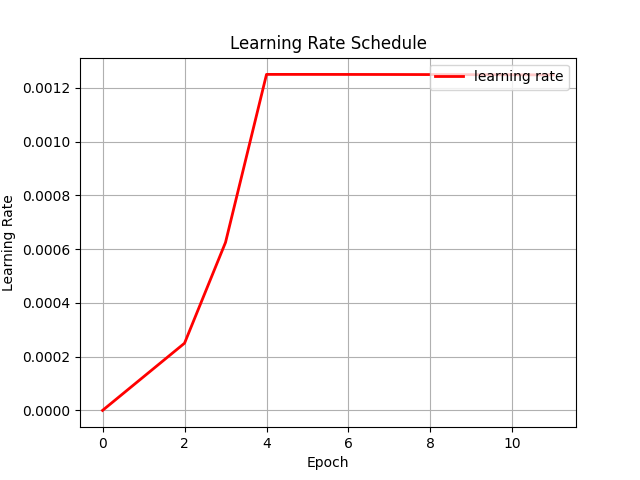 Learning Rate Schedule
learning rate
0.0012
0.0010
0.0008
0.0006
0.0004
0.0002
0.0000
Learning Rate
0 2 4 6 8 10
Epoch